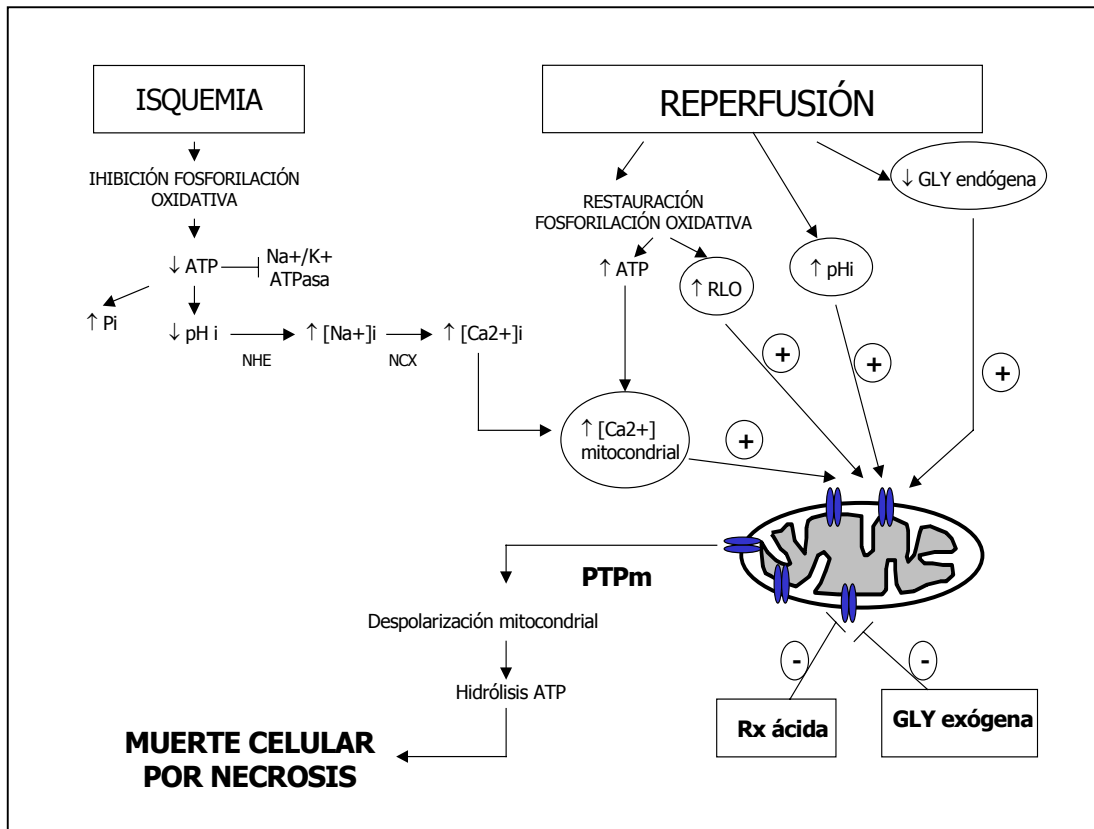 ISQUEMIA
IHIBICIÓN FOSFORILACIÓN
OXIDATIVA
↓ ATP
Na+/K+
ATPasa
↑ Pi
↓ pH i
NHE
↑ [Na+]i
NCX
↑ [Ca2+]i
REPERFUSIÓN
RESTAURACIÓN
FOSFORILACIÓN OXIDATIVA
↑ ATP
↑ RLO
↑ pHi
↓ GLY endógena
+
+
+
↑ [Ca2+]
mitocondrial
+
PTPm
Despolarización mitocondrial
Hidrólisis ATP
MUERTE CELULAR
POR NECROSIS
-
-
Rx ácida
GLY exógena